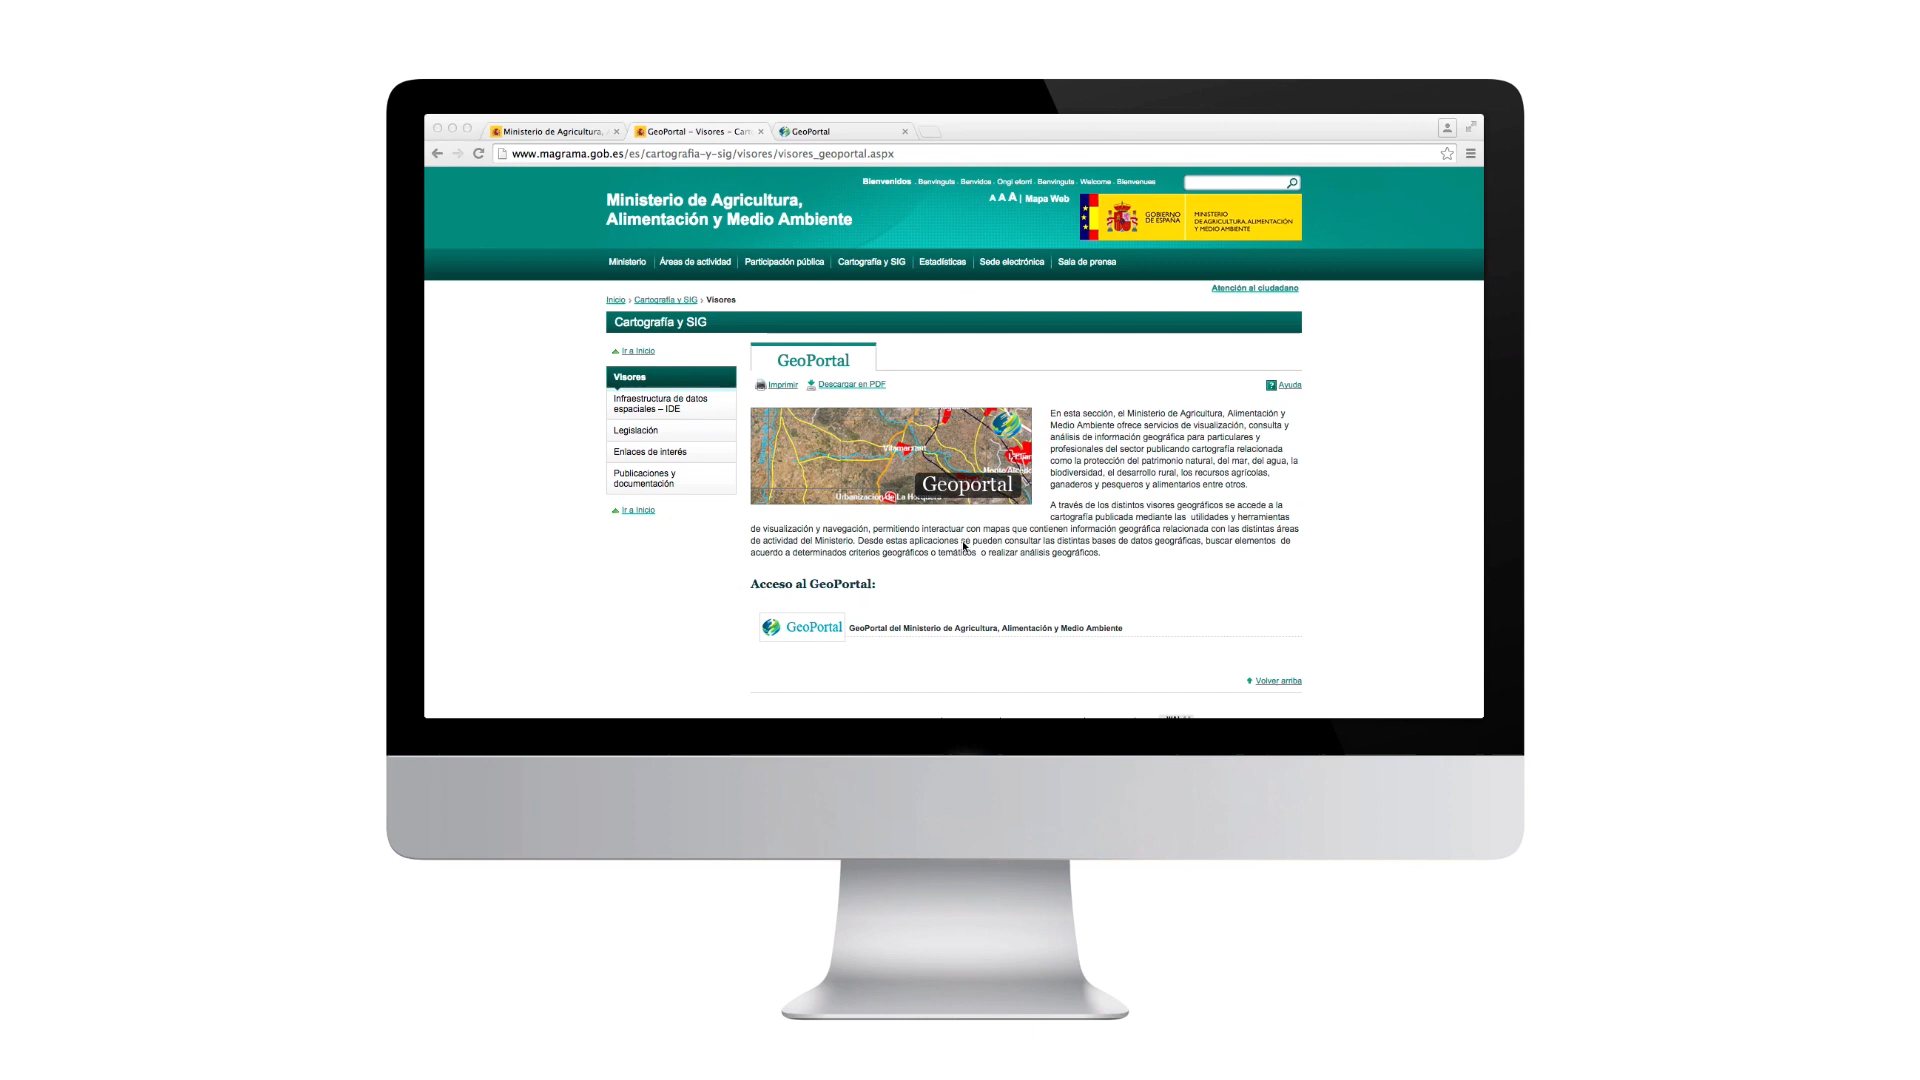 Ministerio de Agricultura,
GeoPortal – Visores – Cart
GeoPortal
www.magrama.gob.es/es/cartografia-y-sig/visores/visores_geoportal.aspx
Bienvenidos . Benvinguts . Benvidos . Ongi etorri . Benvinguts . Welcome . Bienvenues
Ministerio de Agricultura,
Alimentación y Medio Ambiente
A A A | Mapa Web
GOBIERNO
DE ESPAÑA
MINISTERIO
DE AGRICULTURA, ALIMENTACIÓN
Y MEDIO AMBIENTE
Ministerio | Áreas de actividad | Participación pública | Cartografía y SIG | Estadísticas | Sede electrónica | Sala de prensa
Atención al ciudadano
Inicio › Cartografía y SIG › Visores
Cartografía y SIG
Ir a Inicio
Visores
Infraestructura de datos
espaciales – IDE
Legislación
Enlaces de interés
Publicaciones y
documentación
Ir a Inicio
GeoPortal
Imprimir
Descargar en PDF
? Ayuda
Vilamarxant
Urbanización de La Horquera
Geoportal
En esta sección, el Ministerio de Agricultura, Alimentación y
Medio Ambiente ofrece servicios de visualización, consulta y
análisis de información geográfica para particulares y
profesionales del sector publicando cartografía relacionada
como la protección del patrimonio natural, del mar, del agua, la
biodiversidad, el desarrollo rural, los recursos agrícolas,
ganaderos y pesqueros y alimentarios entre otros.
A través de los distintos visores geográficos se accede a la
cartografía publicada mediante las utilidades y herramientas
de visualización y navegación, permitiendo interactuar con mapas que contienen información geográfica relacionada con las distintas áreas
de actividad del Ministerio. Desde estas aplicaciones se pueden consultar las distintas bases de datos geográficas, buscar elementos de
acuerdo a determinados criterios geográficos o temáticos o realizar análisis geográficos.
Acceso al GeoPortal:
GeoPortal
GeoPortal del Ministerio de Agricultura, Alimentación y Medio Ambiente
Volver arriba